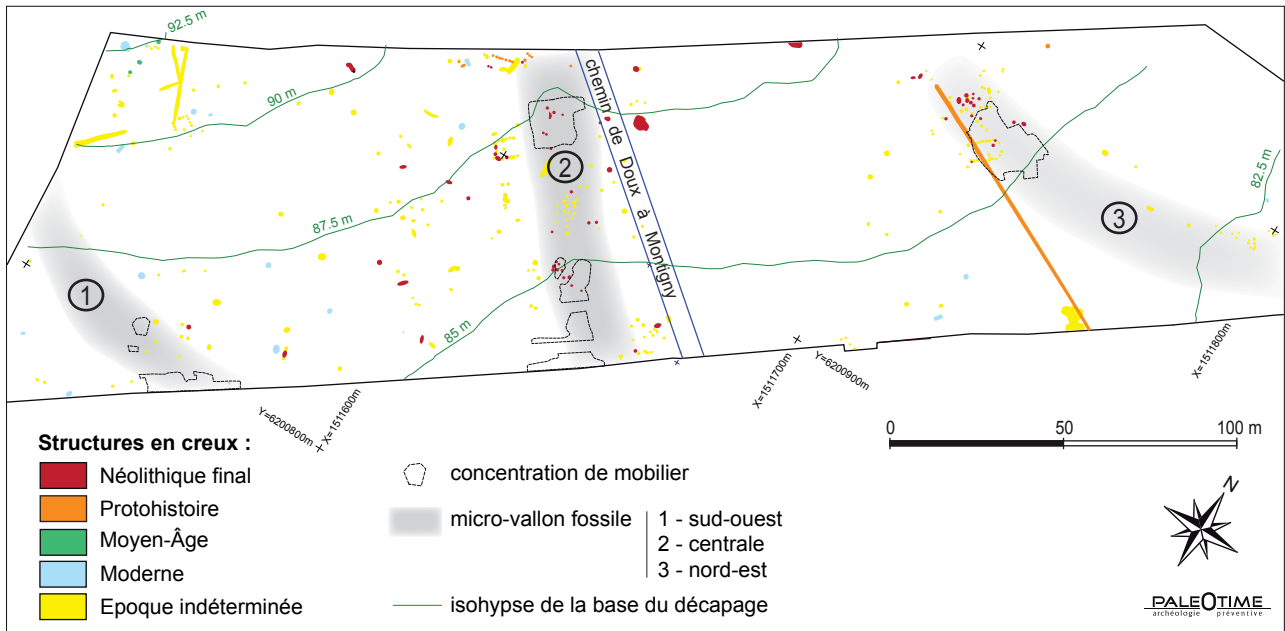 92.5 m
90 m
87.5 m
85 m
82.5 m
chemin de Doux à Montigny
1
2
3
Y=6200800m
X=1511600m
X=1511700m
Y=6200900m
X=1511800m
Structures en creux :
Néolithique final
Protohistoire
Moyen-Âge
Moderne
Epoque indéterminée
concentration de mobilier
micro-vallon fossile
1 - sud-ouest
2 - centrale
3 - nord-est
isohypse de la base du décapage
0 50 100 m
N
PALEOTIME
archéologie préventive